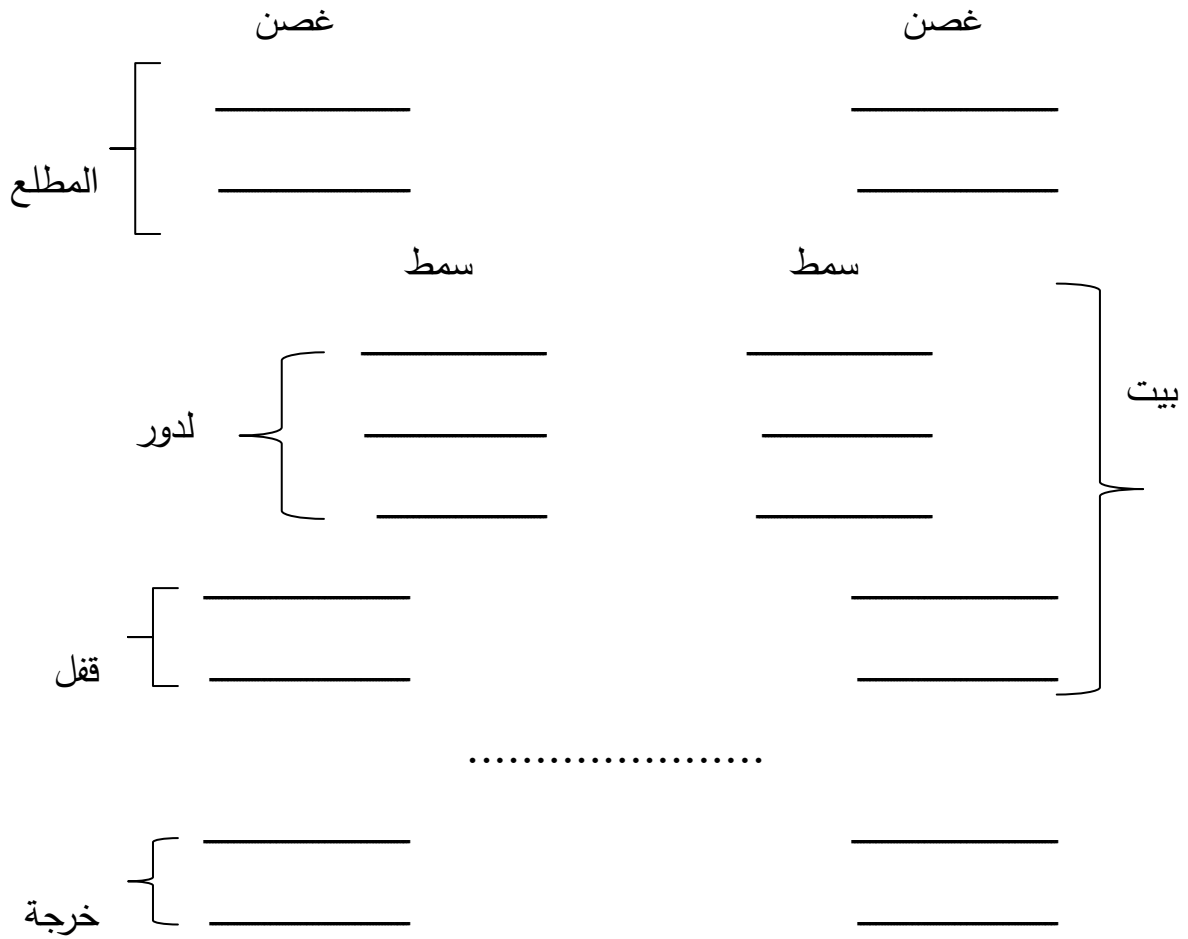 غصن غصن
المطلع
سمط سمط
بيت
لدور
قفل
......................
خرجة